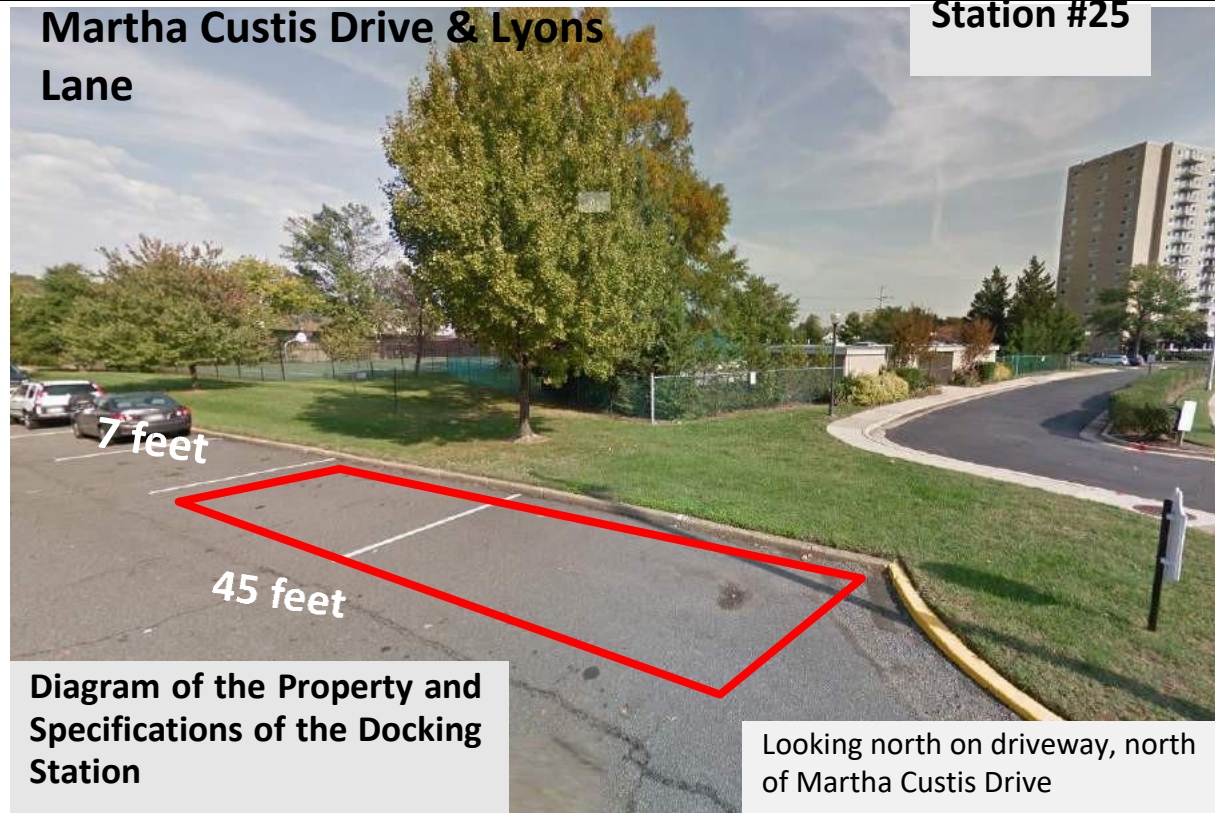 Martha Custis Drive & Lyons
Lane
Station #25
7 feet
45 feet
Diagram of the Property and
Specifications of the Docking
Station
Looking north on driveway, north
of Martha Custis Drive